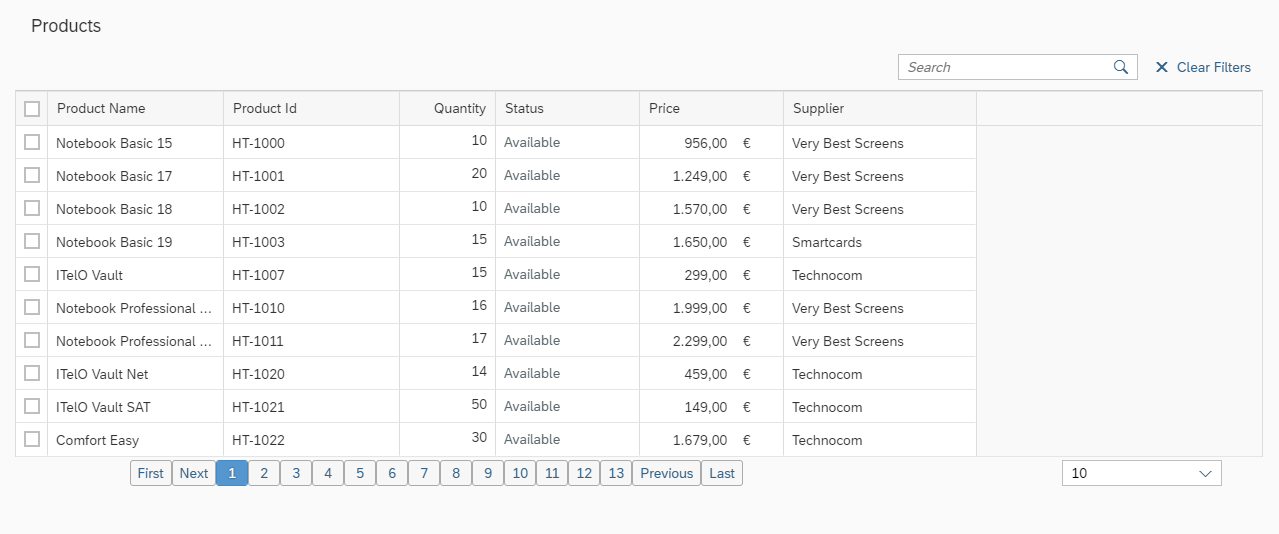 Products
Search Clear Filters
Product Name Product Id Quantity Status Price Supplier
Notebook Basic 15 HT-1000 10 Available 956,00 € Very Best Screens
Notebook Basic 17 HT-1001 20 Available 1.249,00 € Very Best Screens
Notebook Basic 18 HT-1002 10 Available 1.570,00 € Very Best Screens
Notebook Basic 19 HT-1003 15 Available 1.650,00 € Smartcards
ITelO Vault HT-1007 15 Available 299,00 € Technocom
Notebook Professional ... HT-1010 16 Available 1.999,00 € Very Best Screens
Notebook Professional ... HT-1011 17 Available 2.299,00 € Very Best Screens
ITelO Vault Net HT-1020 14 Available 459,00 € Technocom
ITelO Vault SAT HT-1021 50 Available 149,00 € Technocom
Comfort Easy HT-1022 30 Available 1.679,00 € Technocom
First Next 1 2 3 4 5 6 7 8 9 10 11 12 13 Previous Last 10